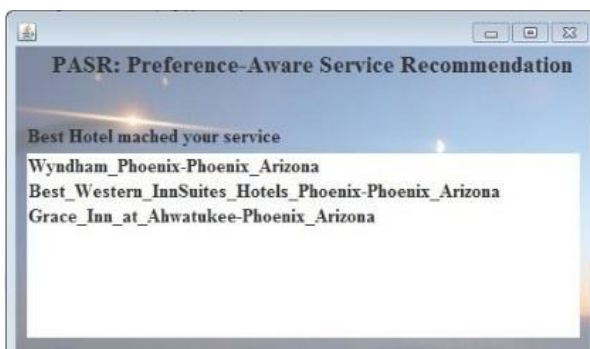 PASR: Preference-Aware Service Recommendation
Best Hotel mached your service
Wyndham_Phoenix-Phoenix_Arizona
Best_Western_InnSuites_Hotels_Phoenix-Phoenix_Arizona
Grace_Inn_at_Ahwatukee-Phoenix_Arizona